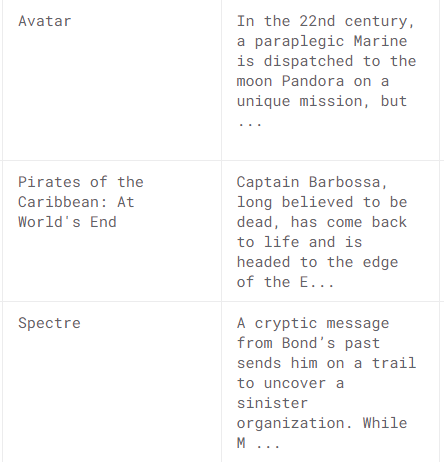 Avatar
In the 22nd century,
a paraplegic Marine
is dispatched to the
moon Pandora on a
unique mission, but
...
Pirates of the
Caribbean: At
World's End
Captain Barbossa,
long believed to be
dead, has come back
to life and is
headed to the edge
of the E...
Spectre
A cryptic message
from Bond’s past
sends him on a trail
to uncover a
sinister
organization. While
M ...